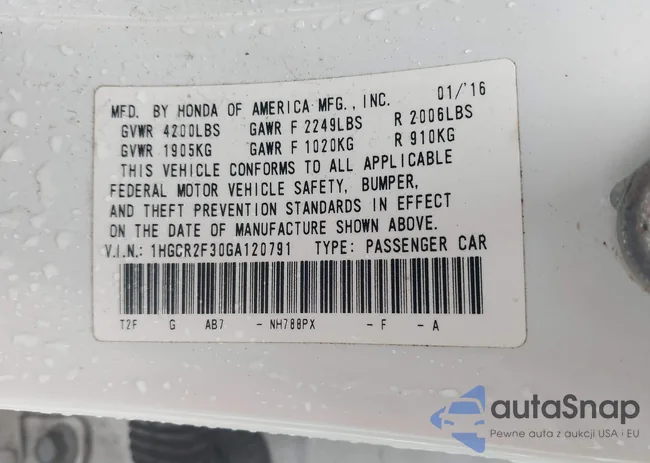 MFD. BY HONDA OF AMERICA MFG., INC. 01/'16
GVWR 4200LBS GAWR F 2249LBS R 2006LBS
GVWR 1905KG GAWR F 1020KG R 910KG
THIS VEHICLE CONFORMS TO ALL APPLICABLE
FEDERAL MOTOR VEHICLE SAFETY, BUMPER,
AND THEFT PREVENTION STANDARDS IN EFFECT
ON THE DATE OF MANUFACTURE SHOWN ABOVE.
V.I.N.: 1HGCR2F30GA120791 TYPE: PASSENGER CAR
T2F G AB7 - NH788PX - F - A
autaSnap
Pewne auta z aukcji USA i EU